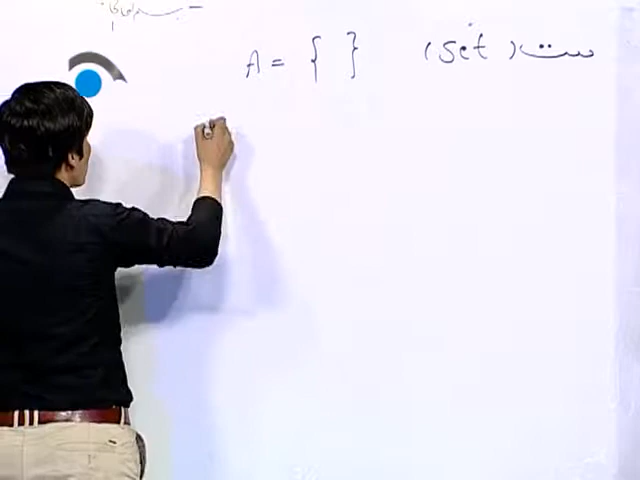 ست (set)
A = { }